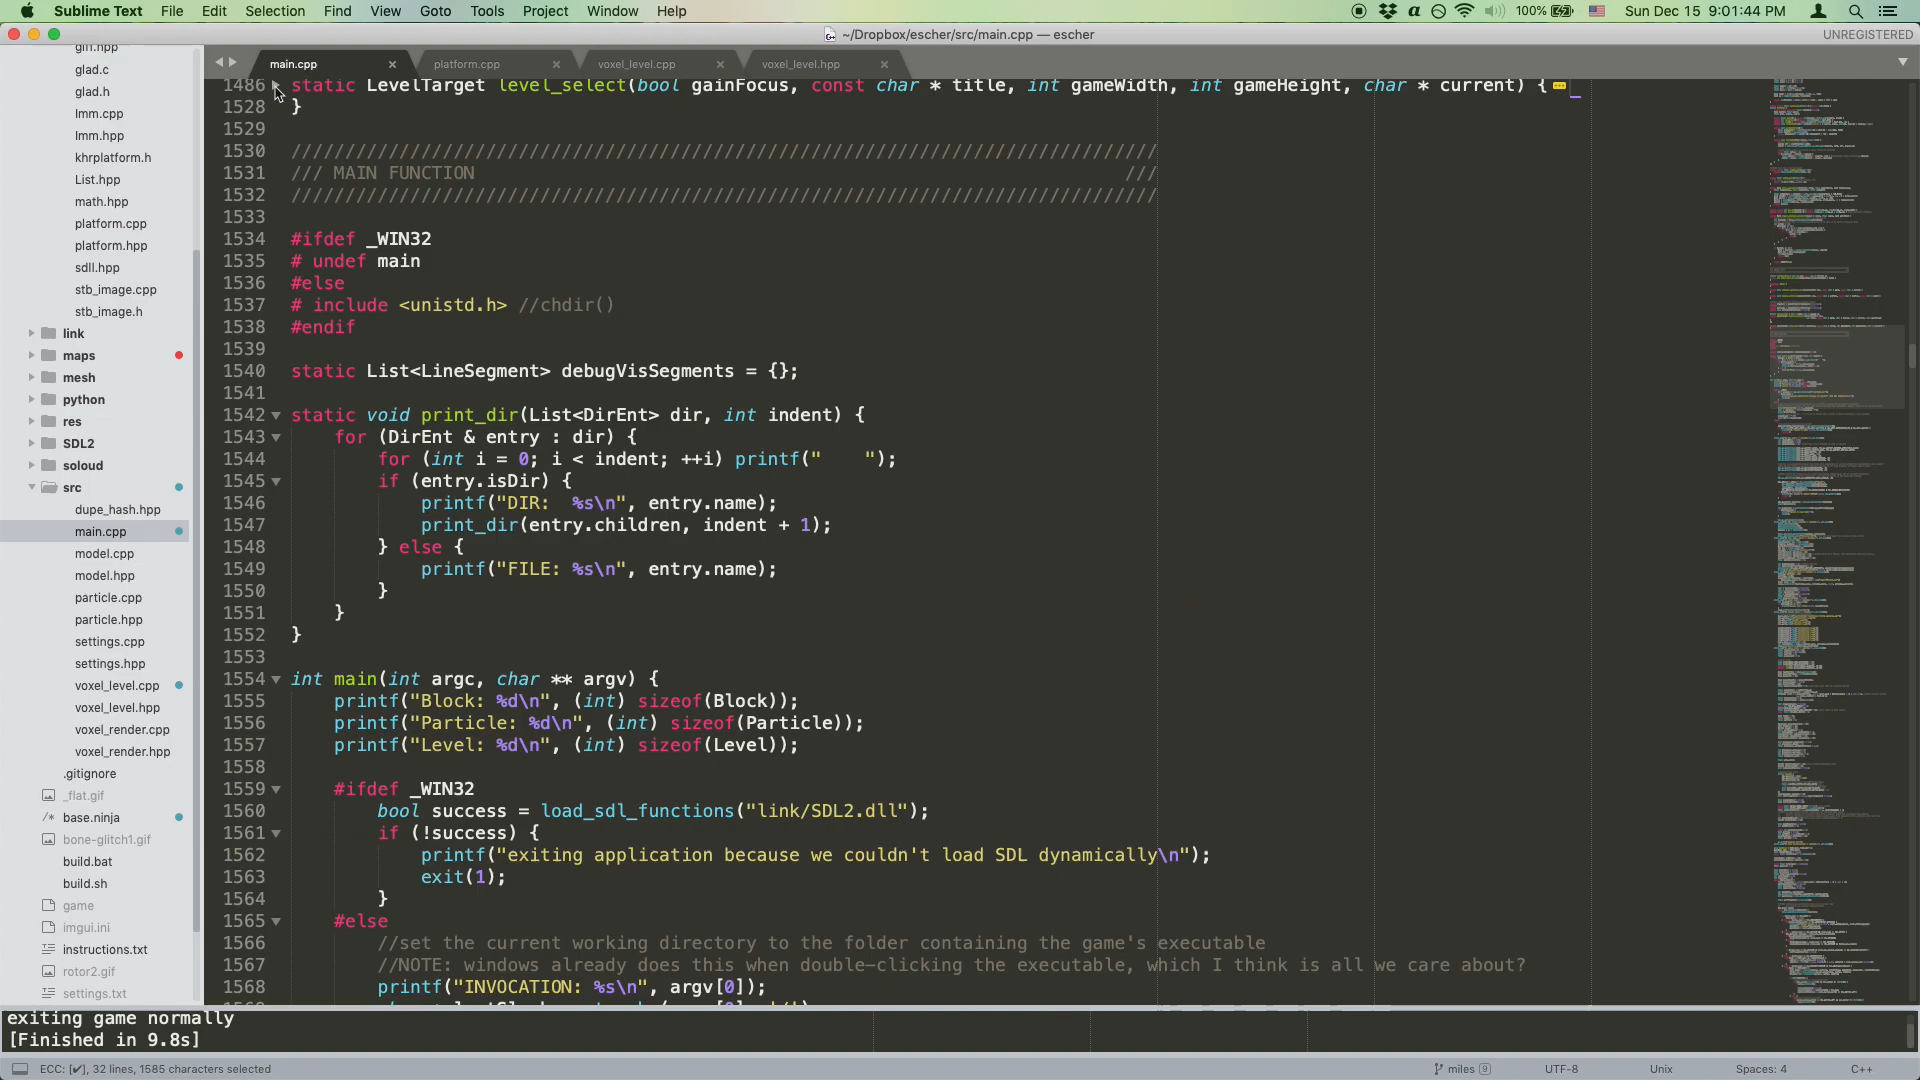 Sublime Text File Edit Selection Find View Goto Tools Project Window Help 100% Sun Dec 15 9:01:44 PM
~/Dropbox/escher/src/main.cpp — escher UNREGISTERED
main.cpp platform.cpp voxel_level.cpp voxel_level.hpp
gifh.hpp
glad.c
glad.h
lmm.cpp
lmm.hpp
khrplatform.h
List.hpp
math.hpp
platform.cpp
platform.hpp
sdll.hpp
stb_image.cpp
stb_image.h
link
maps
mesh
python
res
SDL2
soloud
src
dupe_hash.hpp
main.cpp
model.cpp
model.hpp
particle.cpp
particle.hpp
settings.cpp
settings.hpp
voxel_level.cpp
voxel_level.hpp
voxel_render.cpp
voxel_render.hpp
.gitignore
_flat.gif
base.ninja
bone-glitch1.gif
build.bat
build.sh
game
imgui.ini
instructions.txt
rotor2.gif
settings.txt
1486 static LevelTarget level_select(bool gainFocus, const char * title, int gameWidth, int gameHeight, char * current) {
1528 }
1529
1530 ////////////////////////////////////////////////////////////////////////////////
1531 /// MAIN FUNCTION                                                            ///
1532 ////////////////////////////////////////////////////////////////////////////////
1533
1534 #ifdef _WIN32
1535 # undef main
1536 #else
1537 # include <unistd.h> //chdir()
1538 #endif
1539
1540 static List<LineSegment> debugVisSegments = {};
1541
1542 static void print_dir(List<DirEnt> dir, int indent) {
1543     for (DirEnt & entry : dir) {
1544         for (int i = 0; i < indent; ++i) printf("    ");
1545         if (entry.isDir) {
1546             printf("DIR:  %s\n", entry.name);
1547             print_dir(entry.children, indent + 1);
1548         } else {
1549             printf("FILE: %s\n", entry.name);
1550         }
1551     }
1552 }
1553
1554 int main(int argc, char ** argv) {
1555     printf("Block: %d\n", (int) sizeof(Block));
1556     printf("Particle: %d\n", (int) sizeof(Particle));
1557     printf("Level: %d\n", (int) sizeof(Level));
1558
1559     #ifdef _WIN32
1560         bool success = load_sdl_functions("link/SDL2.dll");
1561         if (!success) {
1562             printf("exiting application because we couldn't load SDL dynamically\n");
1563             exit(1);
1564         }
1565     #else
1566         //set the current working directory to the folder containing the game's executable
1567         //NOTE: windows already does this when double-clicking the executable, which I think is all we care about?
1568         printf("INVOCATION: %s\n", argv[0]);
exiting game normally
[Finished in 9.8s]
ECC: [✔], 32 lines, 1585 characters selected miles 9 UTF-8 Unix Spaces: 4 C++